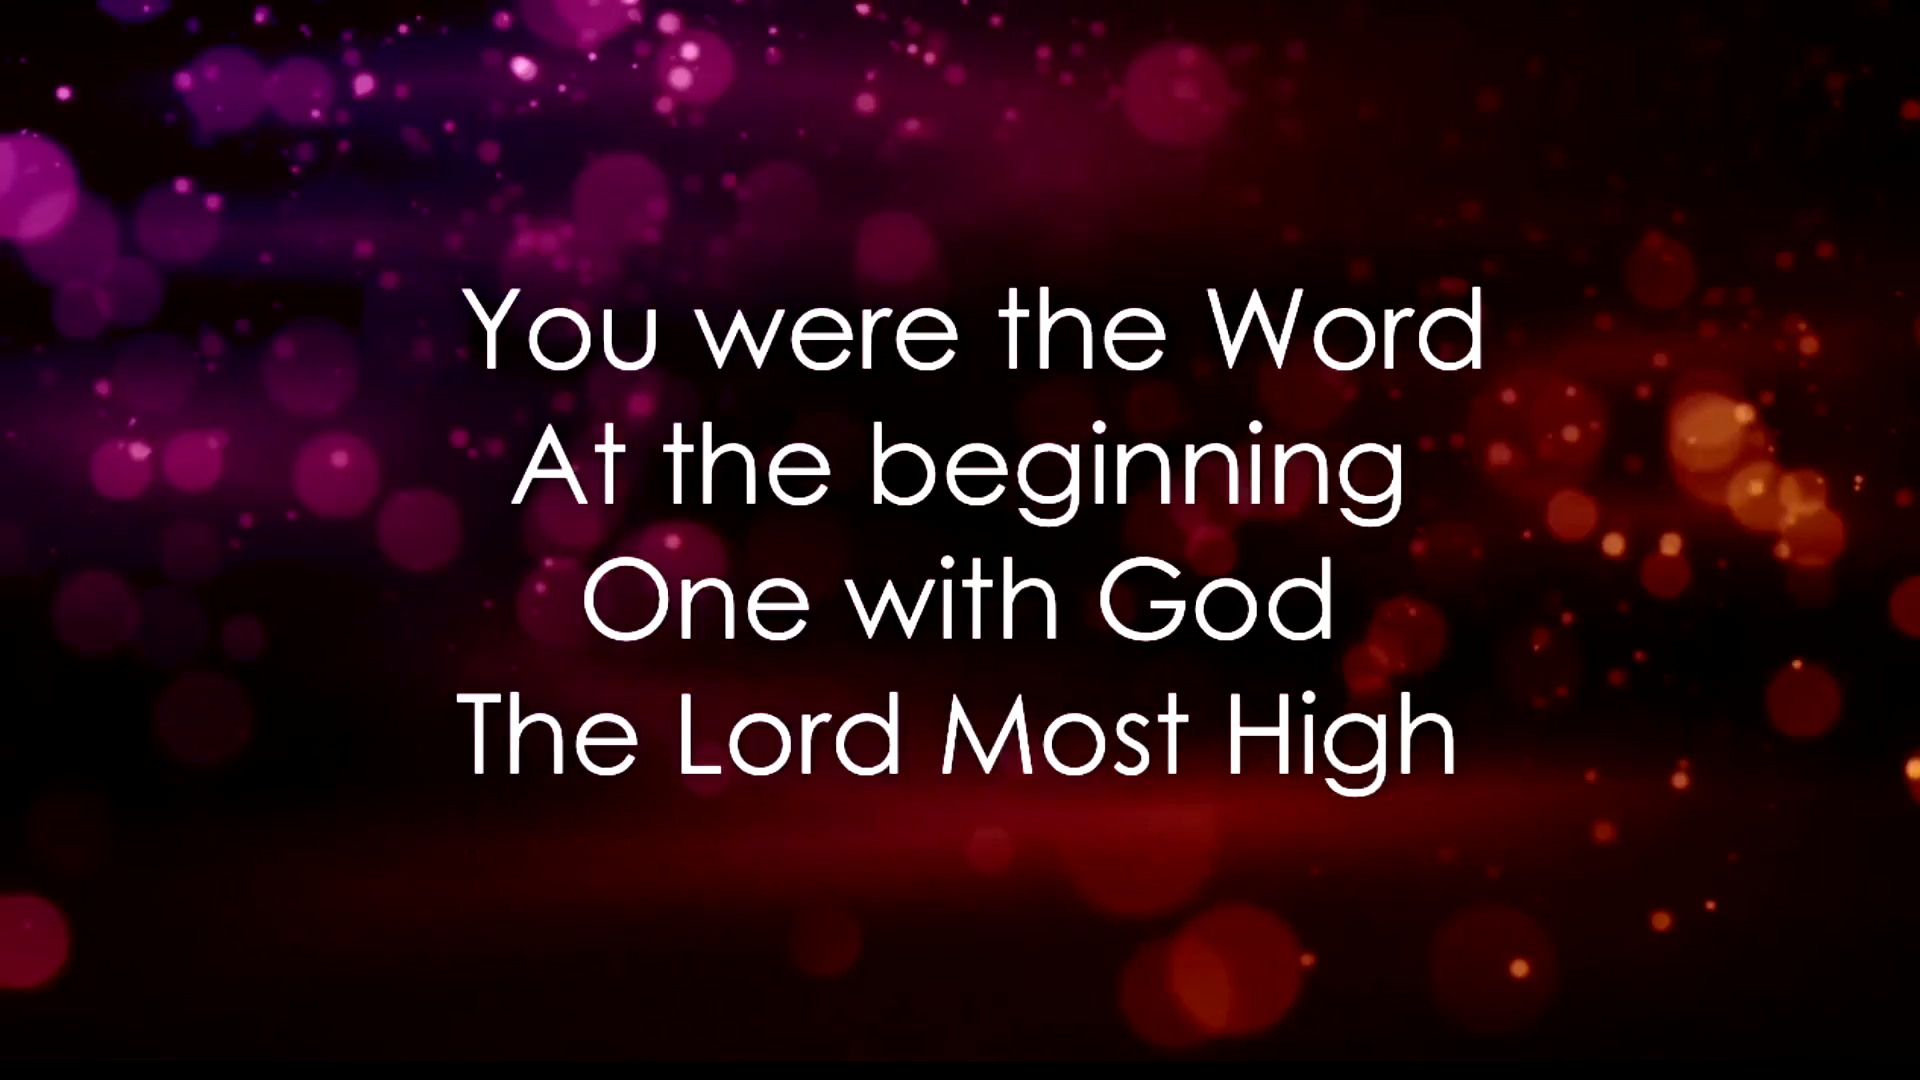 You were the Word
At the beginning
One with God
The Lord Most High